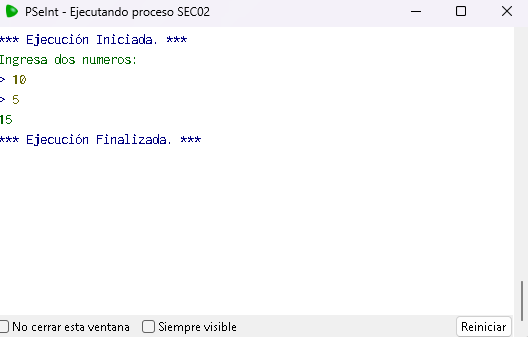 PSeInt - Ejecutando proceso SEC02
*** Ejecución Iniciada. ***
Ingresa dos numeros:
> 10
> 5
15
*** Ejecución Finalizada. ***
No cerrar esta ventana Siempre visible Reiniciar